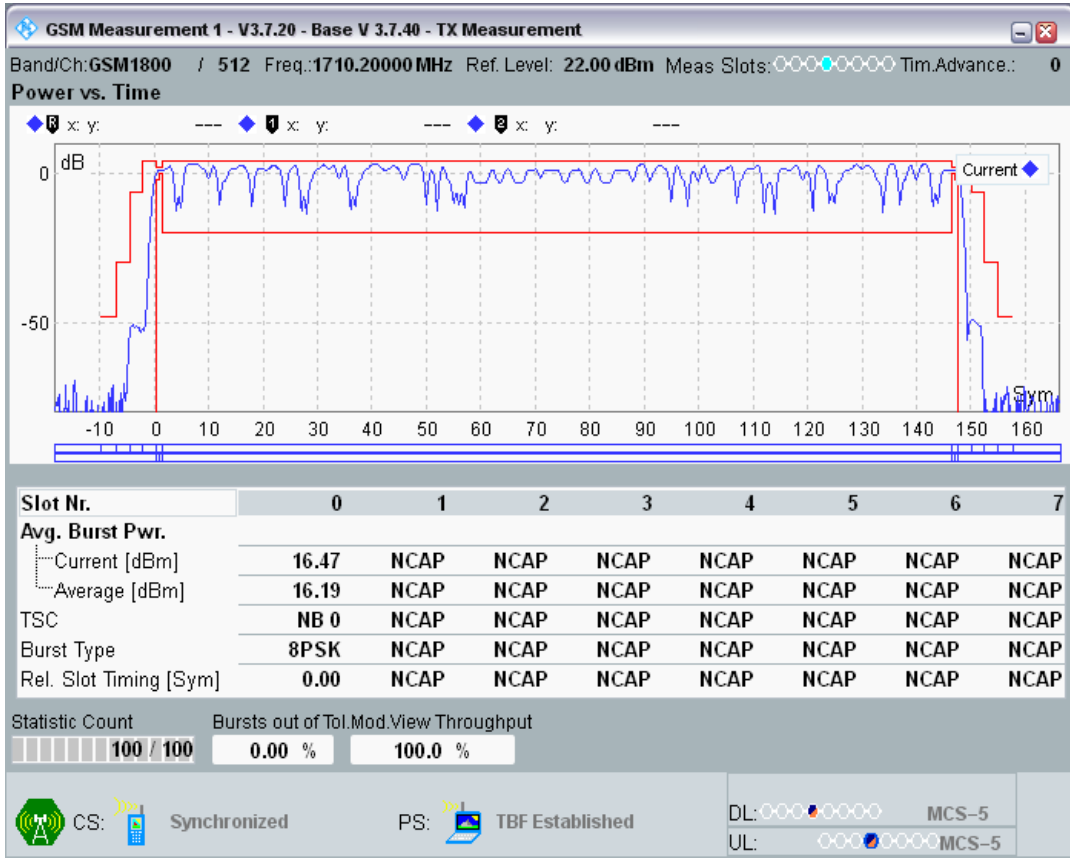 GSM Measurement 1 - V3.7.20 - Base V 3.7.40 - TX Measurement
Band/Ch:GSM1800 / 512 Freq.:1710.20000 MHz Ref. Level: 22.00 dBm Meas Slots: Tim.Advance.: 0
Power vs. Time
R x: y: --- 1 x: y: --- 2 x: y: ---
dB
0
Current
-50
Sym
-10 0 10 20 30 40 50 60 70 80 90 100 110 120 130 140 150 160
Slot Nr. 0 1 2 3 4 5 6 7
Avg. Burst Pwr.
Current [dBm] 16.47 NCAP NCAP NCAP NCAP NCAP NCAP NCAP
Average [dBm] 16.19 NCAP NCAP NCAP NCAP NCAP NCAP NCAP
TSC NB 0 NCAP NCAP NCAP NCAP NCAP NCAP NCAP
Burst Type 8PSK NCAP NCAP NCAP NCAP NCAP NCAP NCAP
Rel. Slot Timing [Sym] 0.00 NCAP NCAP NCAP NCAP NCAP NCAP NCAP
Statistic Count Bursts out of Tol. Mod.View Throughput
100 / 100 0.00 % 100.0 %
CS: Synchronized PS: TBF Established
DL: MCS-5
UL: MCS-5